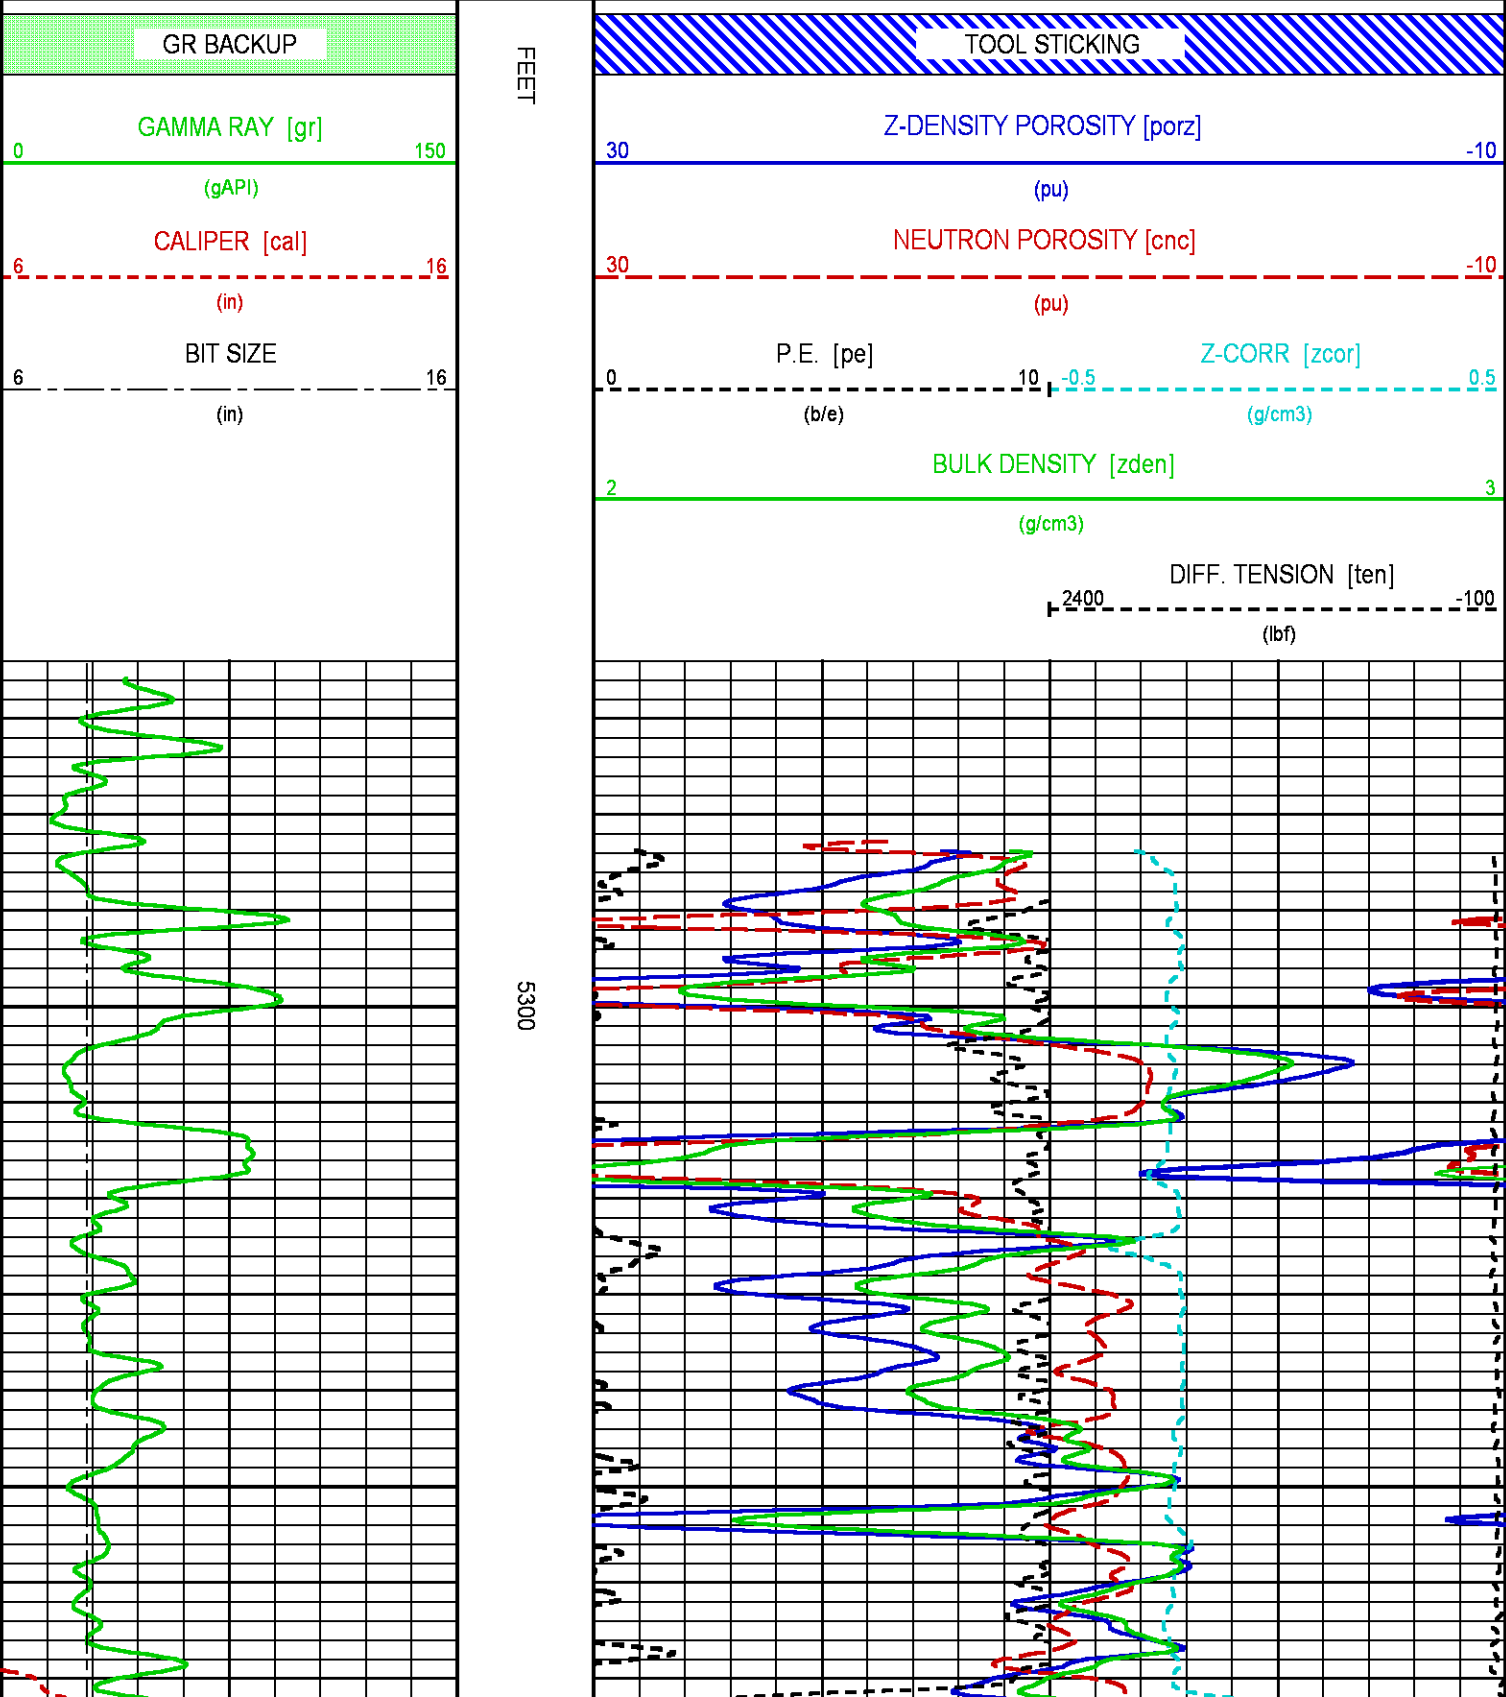 GR BACKUP
GAMMA RAY [gr]
0 150
(gAPI)
CALIPER [cal]
6 16
(in)
BIT SIZE
6 16
(in)
FEET
5300
TOOL STICKING
Z-DENSITY POROSITY [porz]
30 -10
(pu)
NEUTRON POROSITY [cnc]
30 -10
(pu)
P.E. [pe]
0 10
(b/e)
Z-CORR [zcor]
-0.5 0.5
(g/cm3)
BULK DENSITY [zden]
2 3
(g/cm3)
DIFF. TENSION [ten]
2400 -100
(lbf)